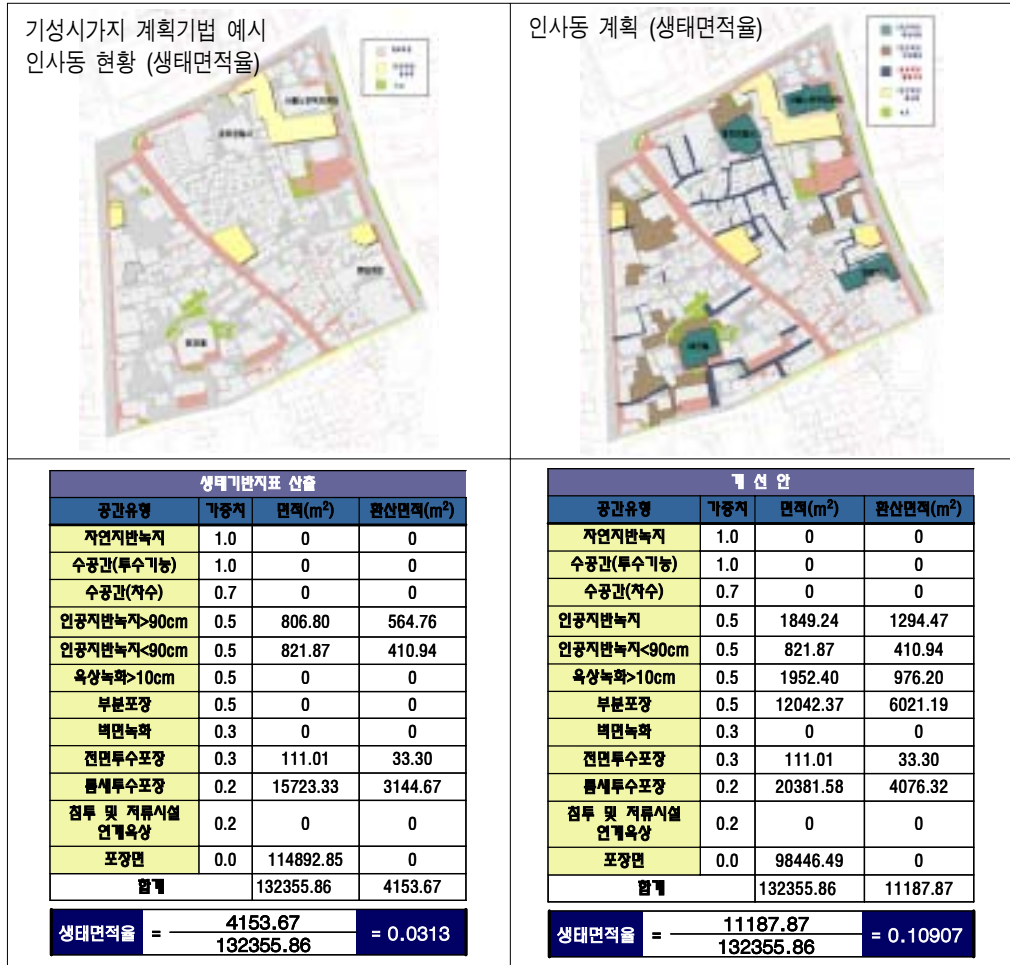 기성시가지 계획기법 예시
인사동 현황 (생태면적율)
인사동 계획 (생태면적율)
생태기반지표 산출
공간유형 가중치 면적(m²) 환산면적(m²)
자연지반녹지 1.0 0 0
수공간(투수기능) 1.0 0 0
수공간(차수) 0.7 0 0
인공지반녹지>90cm 0.5 806.80 564.76
인공지반녹지<90cm 0.5 821.87 410.94
옥상녹화>10cm 0.5 0 0
부분포장 0.5 0 0
벽면녹화 0.3 0 0
전면투수포장 0.3 111.01 33.30
틈새투수포장 0.2 15723.33 3144.67
침투 및 저류시설
연계옥상 0.2 0 0
포장면 0.0 114892.85 0
합계 132355.86 4153.67
생태면적율 = 4153.67 / 132355.86 = 0.0313
개 선 안
공간유형 가중치 면적(m²) 환산면적(m²)
자연지반녹지 1.0 0 0
수공간(투수기능) 1.0 0 0
수공간(차수) 0.7 0 0
인공지반녹지 0.5 1849.24 1294.47
인공지반녹지<90cm 0.5 821.87 410.94
옥상녹화>10cm 0.5 1952.40 976.20
부분포장 0.5 12042.37 6021.19
벽면녹화 0.3 0 0
전면투수포장 0.3 111.01 33.30
틈새투수포장 0.2 20381.58 4076.32
침투 및 저류시설
연계옥상 0.2 0 0
포장면 0.0 98446.49 0
합계 132355.86 11187.87
생태면적율 = 11187.87 / 132355.86 = 0.10907